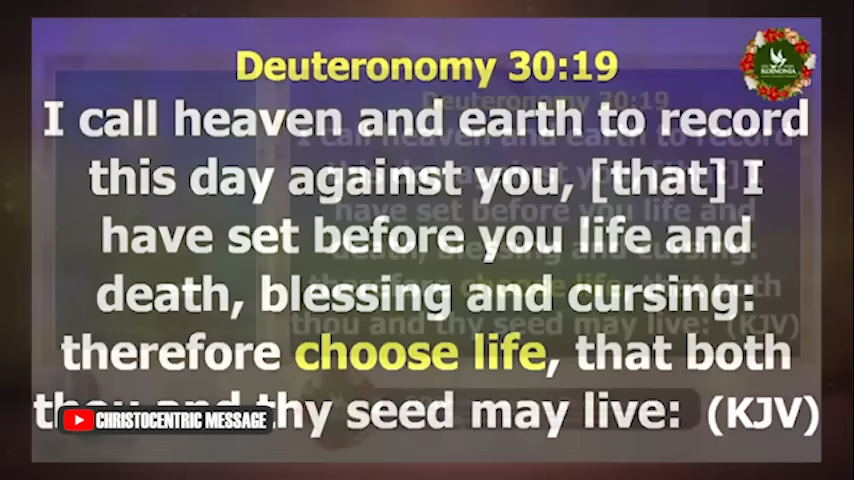 Deuteronomy 30:19
KOINONIA
I call heaven and earth to record
this day against you, [that] I
have set before you life and
death, blessing and cursing:
therefore choose life, that both
thy seed may live: (KJV)
CHRISTOCENTRIC MESSAGE